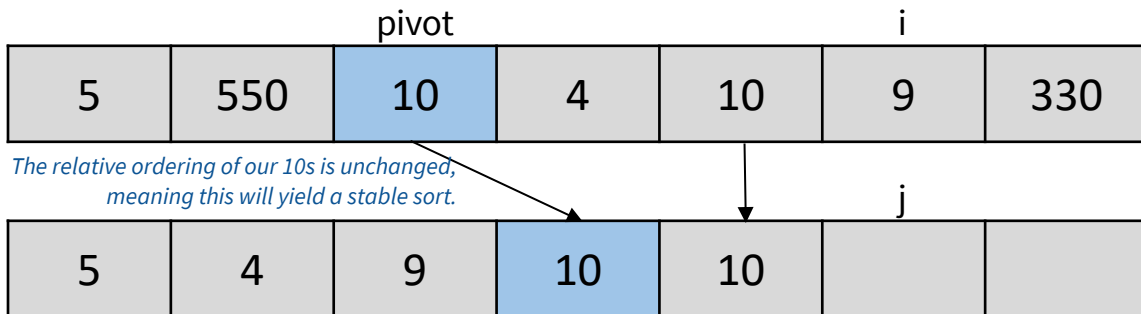 pivot i
5 550 10 4 10 9 330
The relative ordering of our 10s is unchanged,
meaning this will yield a stable sort.
j
5 4 9 10 10